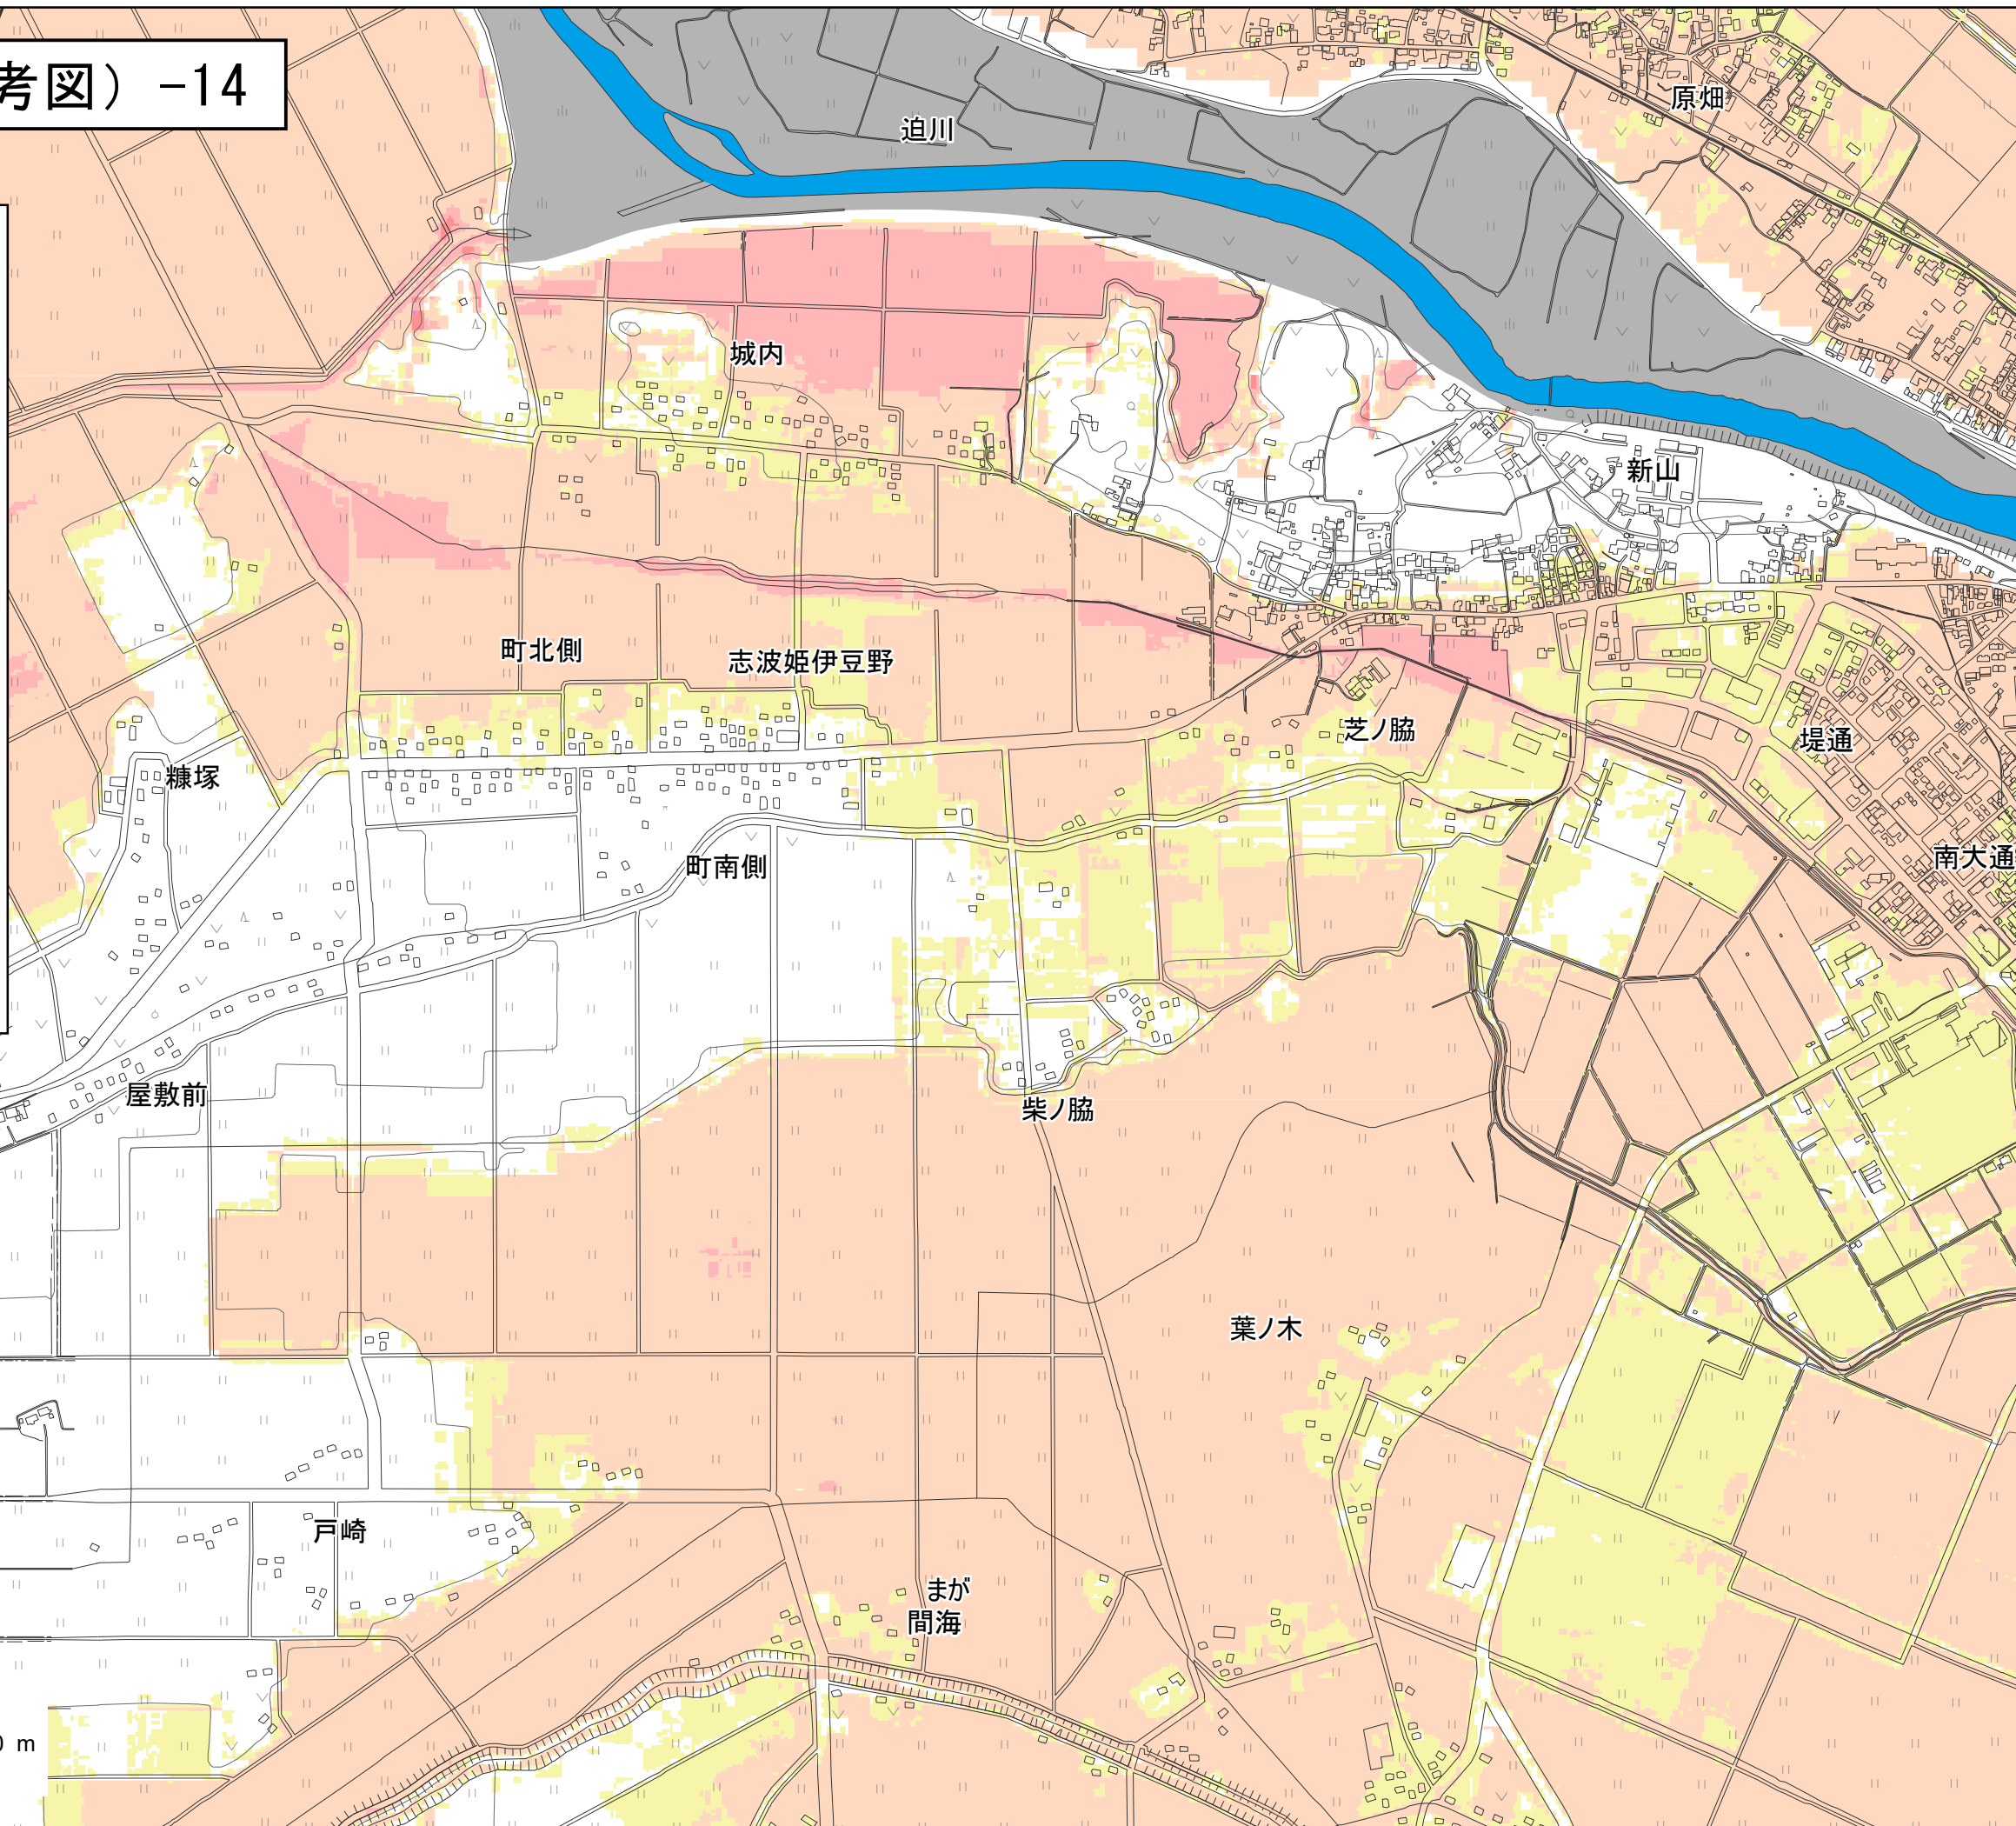 考図）-14
迫川
原畑
城内
新山
町北側
志波姫伊豆野
芝ノ脇
堤通
糠塚
町南側
南大通
屋敷前
柴ノ脇
葉ノ木
戸崎
まが
間海
0 m